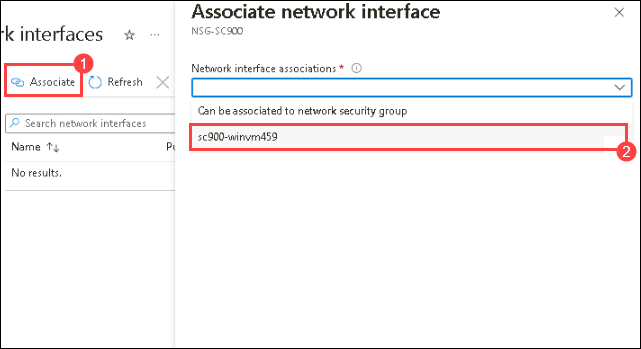 k interfaces
1
Associate
Refresh
Search network interfaces
Name
Pu
No results.
Associate network interface
NSG-SC900
Network interface associations *
Can be associated to network security group
sc900-winvm459
2